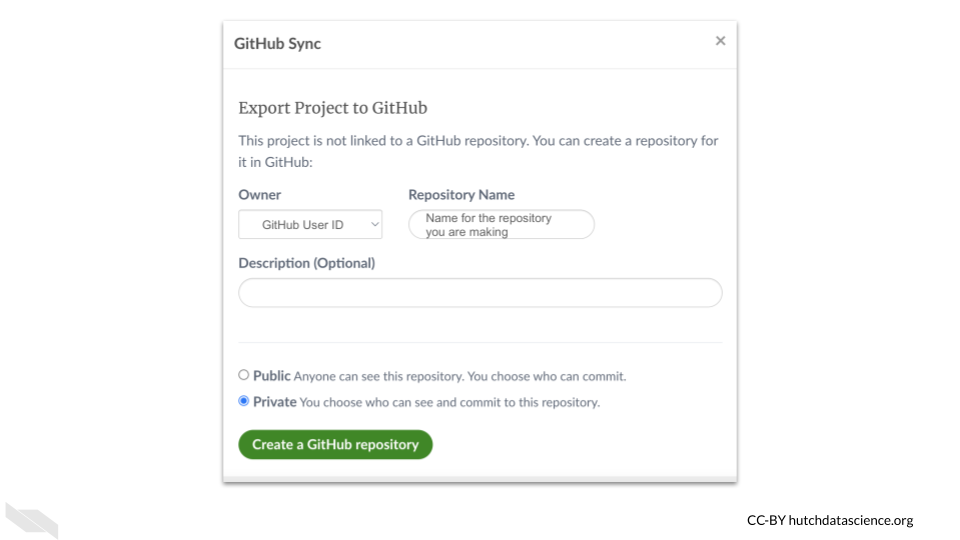 GitHub Sync ×
Export Project to GitHub
This project is not linked to a GitHub repository. You can create a repository for
it in GitHub:
Owner Repository Name
GitHub User ID Name for the repository
you are making
Description (Optional)
Public Anyone can see this repository. You choose who can commit.
Private You choose who can see and commit to this repository.
Create a GitHub repository
CC-BY hutchdatascience.org